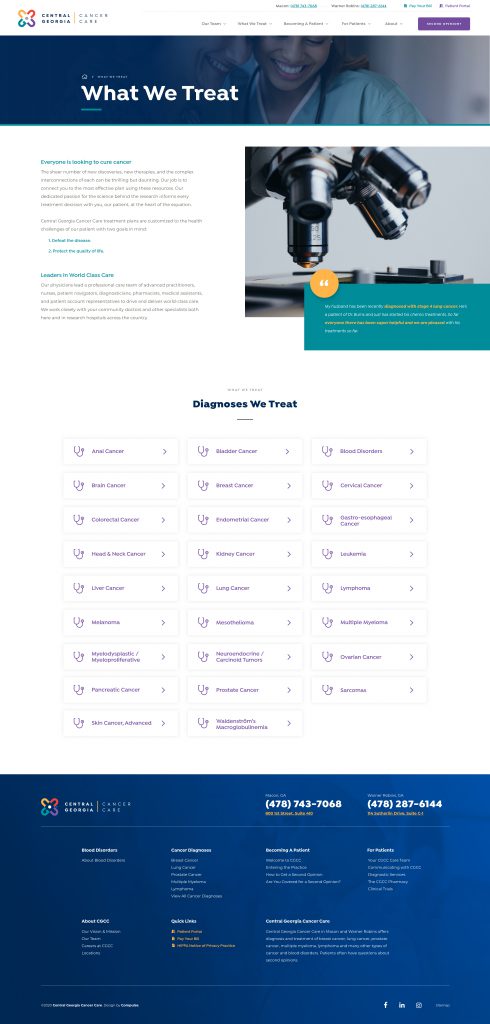 CENTRAL GEORGIA | CANCER CARE
Macon: (478) 743-7068
Warner Robins: (478) 287-6144
Pay Your Bill
Patient Portal
Our Team
What We Treat
Becoming A Patient
For Patients
About
SECOND OPINION?
WHAT WE TREAT
What We Treat
Everyone is looking to cure cancer
The sheer number of new discoveries, new therapies, and the complex
interconnections of each can be thrilling but daunting. Our job is to
connect you to the most effective plan using these resources. Our
dedicated passion for the science behind the research informs every
treatment decision with you, our patient, at the heart of the equation.
Central Georgia Cancer Care treatment plans are customized to the health
challenges of our patient with two goals in mind:
1. Defeat the disease.
2. Protect the quality of life.
Leaders in World Class Care
Our physicians lead a professional care team of advanced practitioners,
nurses, patient navigators, diagnosticians, pharmacists, medical assistants,
and patient account representatives to drive and deliver world-class care.
We work closely with your community doctors and other specialists both
here and in research hospitals across the country.
My husband has been recently diagnosed with stage 4 lung cancer. He's
a patient of Dr. Burns and just has started his chemo treatments. So far
everyone there has been super helpful and we are pleased with his
treatments so far.
WHAT WE TREAT
Diagnoses We Treat
Anal Cancer
Bladder Cancer
Blood Disorders
Brain Cancer
Breast Cancer
Cervical Cancer
Colorectal Cancer
Endometrial Cancer
Gastro-esophageal
Cancer
Head & Neck Cancer
Kidney Cancer
Leukemia
Liver Cancer
Lung Cancer
Lymphoma
Melanoma
Mesothelioma
Multiple Myeloma
Myelodysplastic /
Myeloproliferative
Neuroendocrine /
Carcinoid Tumors
Ovarian Cancer
Pancreatic Cancer
Prostate Cancer
Sarcomas
Skin Cancer, Advanced
Waldenström's
Macroglobulinemia
CENTRAL GEORGIA | CANCER CARE
Macon, GA
(478) 743-7068
800 1st Street, Suite 410
Warner Robins, GA
(478) 287-6144
114 Sutherlin Drive, Suite C-1
Blood Disorders
About Blood Disorders
Cancer Diagnoses
Breast Cancer
Lung Cancer
Prostate Cancer
Multiple Myeloma
Lymphoma
View All Cancer Diagnoses
Becoming A Patient
Welcome to CGCC
Entering the Practice
How to Get a Second Opinion
Are You Covered for a Second Opinion?
For Patients
Your CGCC Care Team
Communicating with CGCC
Diagnostic Services
The CGCC Pharmacy
Clinical Trials
About CGCC
Our Vision & Mission
Our Team
Careers at CGCC
Locations
Quick Links
Patient Portal
Pay Your Bill
HIPPA Notice of Privacy Practice
Central Georgia Cancer Care
Central Georgia Cancer Care in Macon and Warner Robins offers
diagnosis and treatment of breast cancer, lung cancer, prostate
cancer, multiple myeloma, lymphoma and many other types of
cancer and blood disorders. Patients often have questions about
second opinions.
©2020 Central Georgia Cancer Care. Design by Compulse.
Sitemap